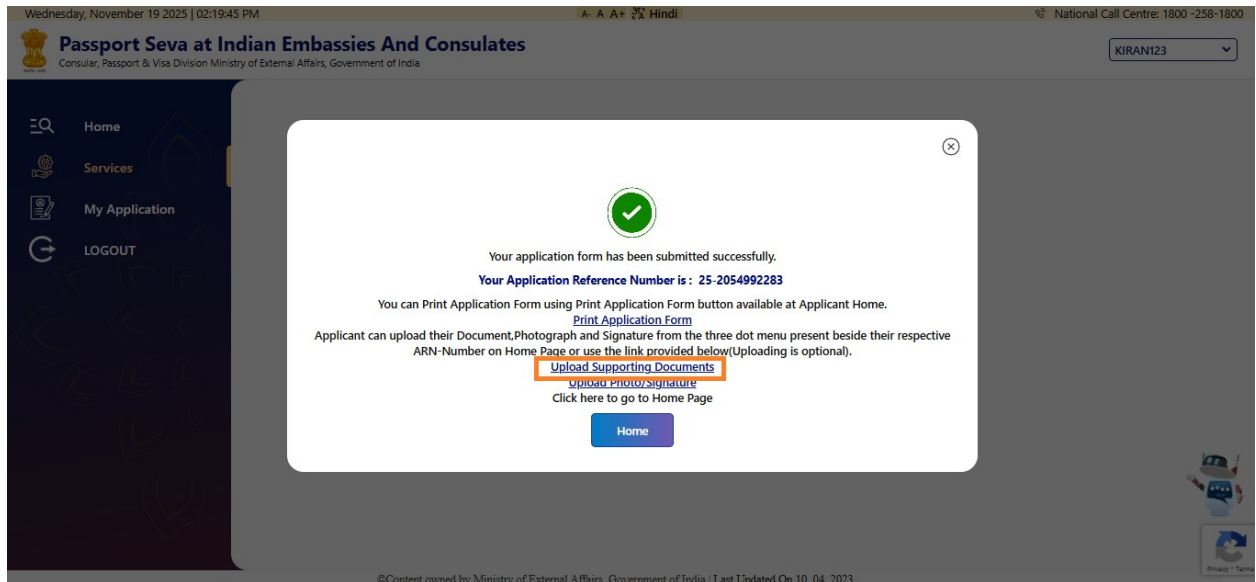 Wednesday, November 19 2025 | 02:19:45 PM
A- A A+ Hindi
National Call Centre: 1800 -258-1800
Passport Seva at Indian Embassies And Consulates
Consular, Passport & Visa Division Ministry of External Affairs, Government of India
KIRAN123
Home
Services
My Application
LOGOUT
Your application form has been submitted successfully.
Your Application Reference Number is : 25-2054992283
You can Print Application Form using Print Application Form button available at Applicant Home.
Print Application Form
Applicant can upload their Document,Photograph and Signature from the three dot menu present beside their respective
ARN-Number on Home Page or use the link provided below(Uploading is optional).
Upload Supporting Documents
Upload Photo/Signature
Click here to go to Home Page
Home
Privacy - Terms
©Content owned by Ministry of External Affairs, Government of India | Last Updated On 10, 04, 2023